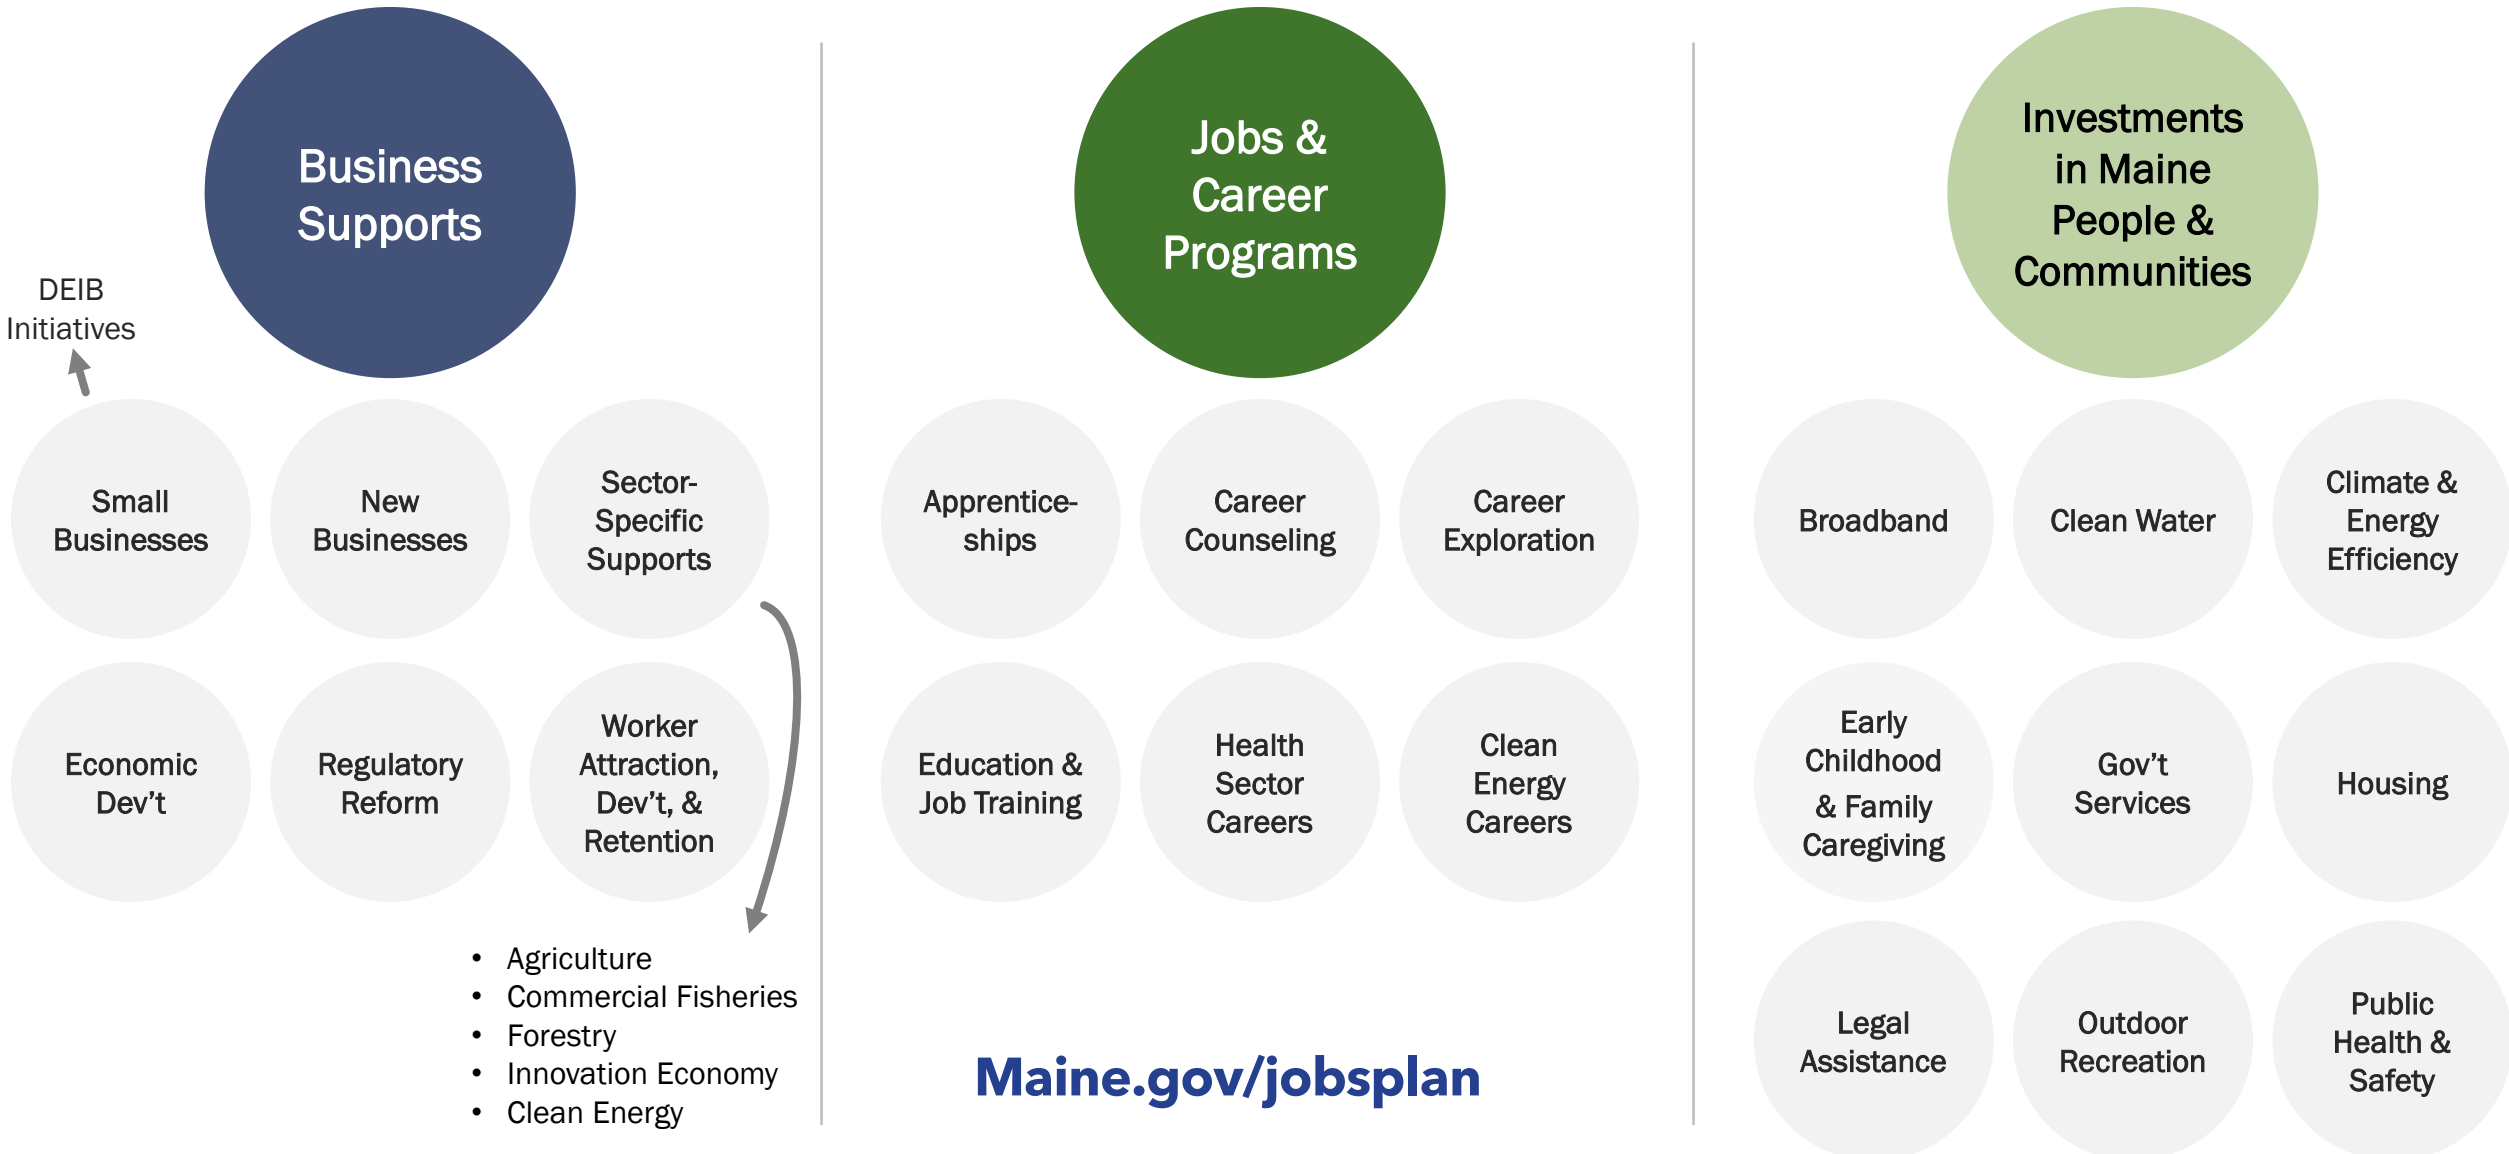 Business
Supports
DEIB
Initiatives
Small
Businesses
New
Businesses
Sector-
Specific
Supports
Economic
Dev’t
Regulatory
Reform
Worker
Attraction,
Dev’t, &
Retention
• Agriculture
• Commercial Fisheries
• Forestry
• Innovation Economy
• Clean Energy
Jobs &
Career
Programs
Apprentice-
ships
Career
Counseling
Career
Exploration
Education &
Job Training
Health
Sector
Careers
Clean
Energy
Careers
Maine.gov/jobsplan
Investments
in Maine
People &
Communities
Broadband
Clean Water
Climate &
Energy
Efficiency
Early
Childhood
& Family
Caregiving
Gov’t
Services
Housing
Legal
Assistance
Outdoor
Recreation
Public
Health &
Safety